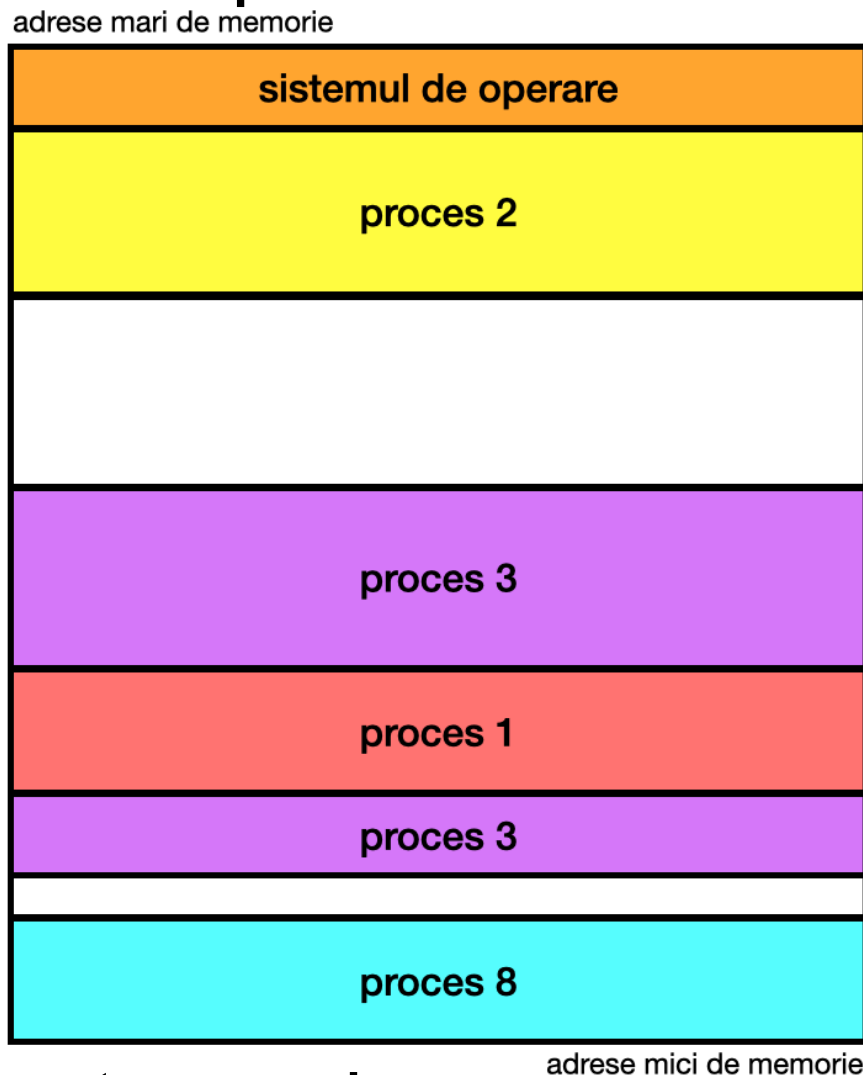 adrese mari de memorie
sistemul de operare
proces 2
proces 3
proces 1
proces 3
proces 8
adrese mici de memorie